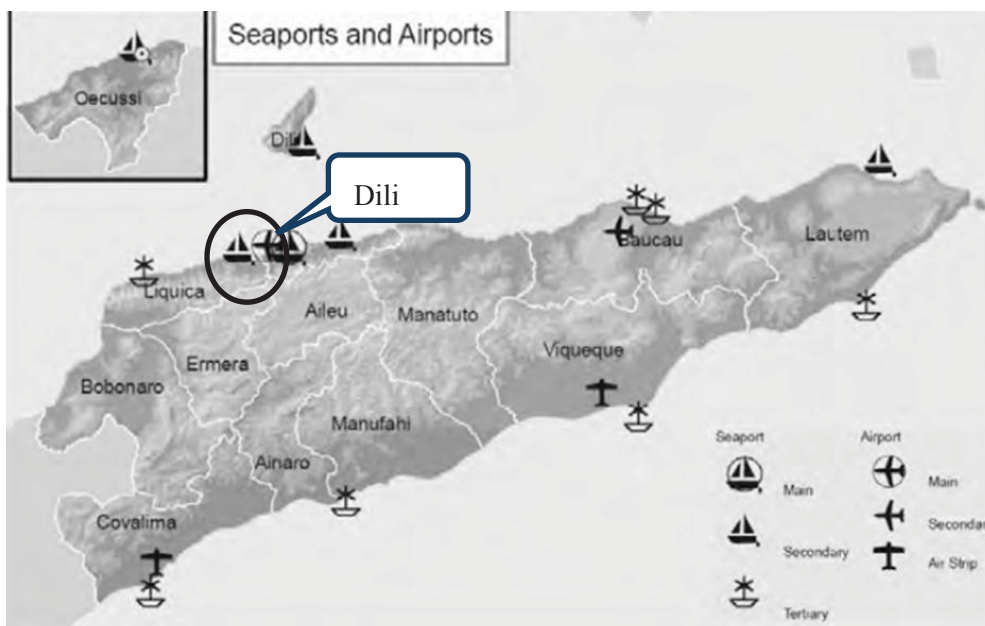 Seaports and Airports
Oecussi
Dili
Dili
Baucau
Lautem
Liquica
Aileu
Manatuto
Ermera
Viqueque
Bobonaro
Manufahi
Ainaro
Covalima
Seaport
Airport
Main
Main
Secondary
Secondar
Air Strip
Tertiary